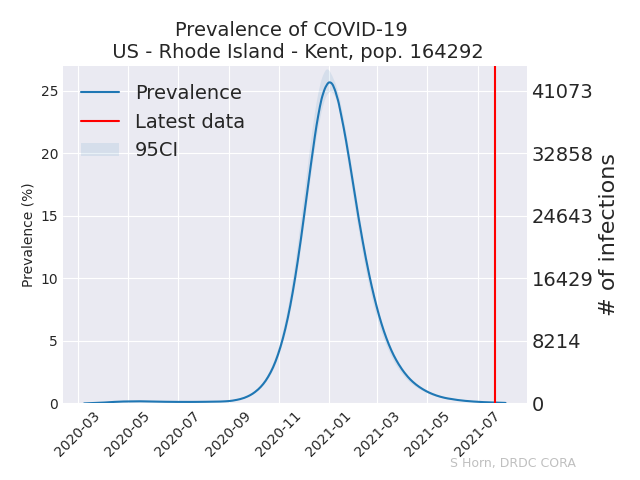 Prevalence of COVID-19
US - Rhode Island - Kent, pop. 164292
Prevalence
Latest data
95CI
Prevalence (%)
25
20
15
10
5
0
41073
32858
24643
16429
8214
0
# of infections
2020-03
2020-05
2020-07
2020-09
2020-11
2021-01
2021-03
2021-05
2021-07
S Horn, DRDC CORA